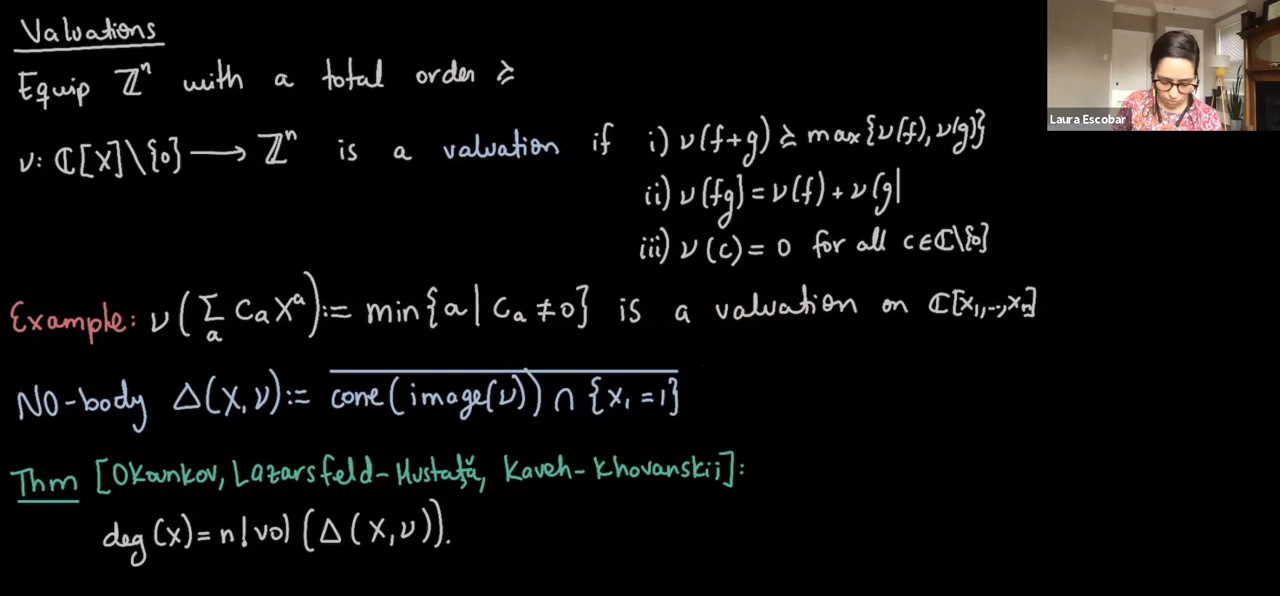 Valuations
Equip ℤⁿ with a total order ≽
ν: ℂ[X]\{0} ⟶ ℤⁿ is a valuation if i) ν(f+g) ≽ max{ν(f), ν(g)}
ii) ν(fg) = ν(f) + ν(g)
iii) ν(c) = 0 for all c∈ℂ\{0}
Example: ν(∑ₐ CₐXᵃ) := min{a | Cₐ ≠ 0} is a valuation on ℂ[x₁,..,xₙ]
NO-body Δ(X,ν) := \overline{cone(image(ν)) ∩ {x₁=1}}
Thm [Okounkov, Lazarsfeld-Mustaţă, Kaveh-Khovanskij]:
deg(X) = n! vol(Δ(X,ν)).
Laura Escobar